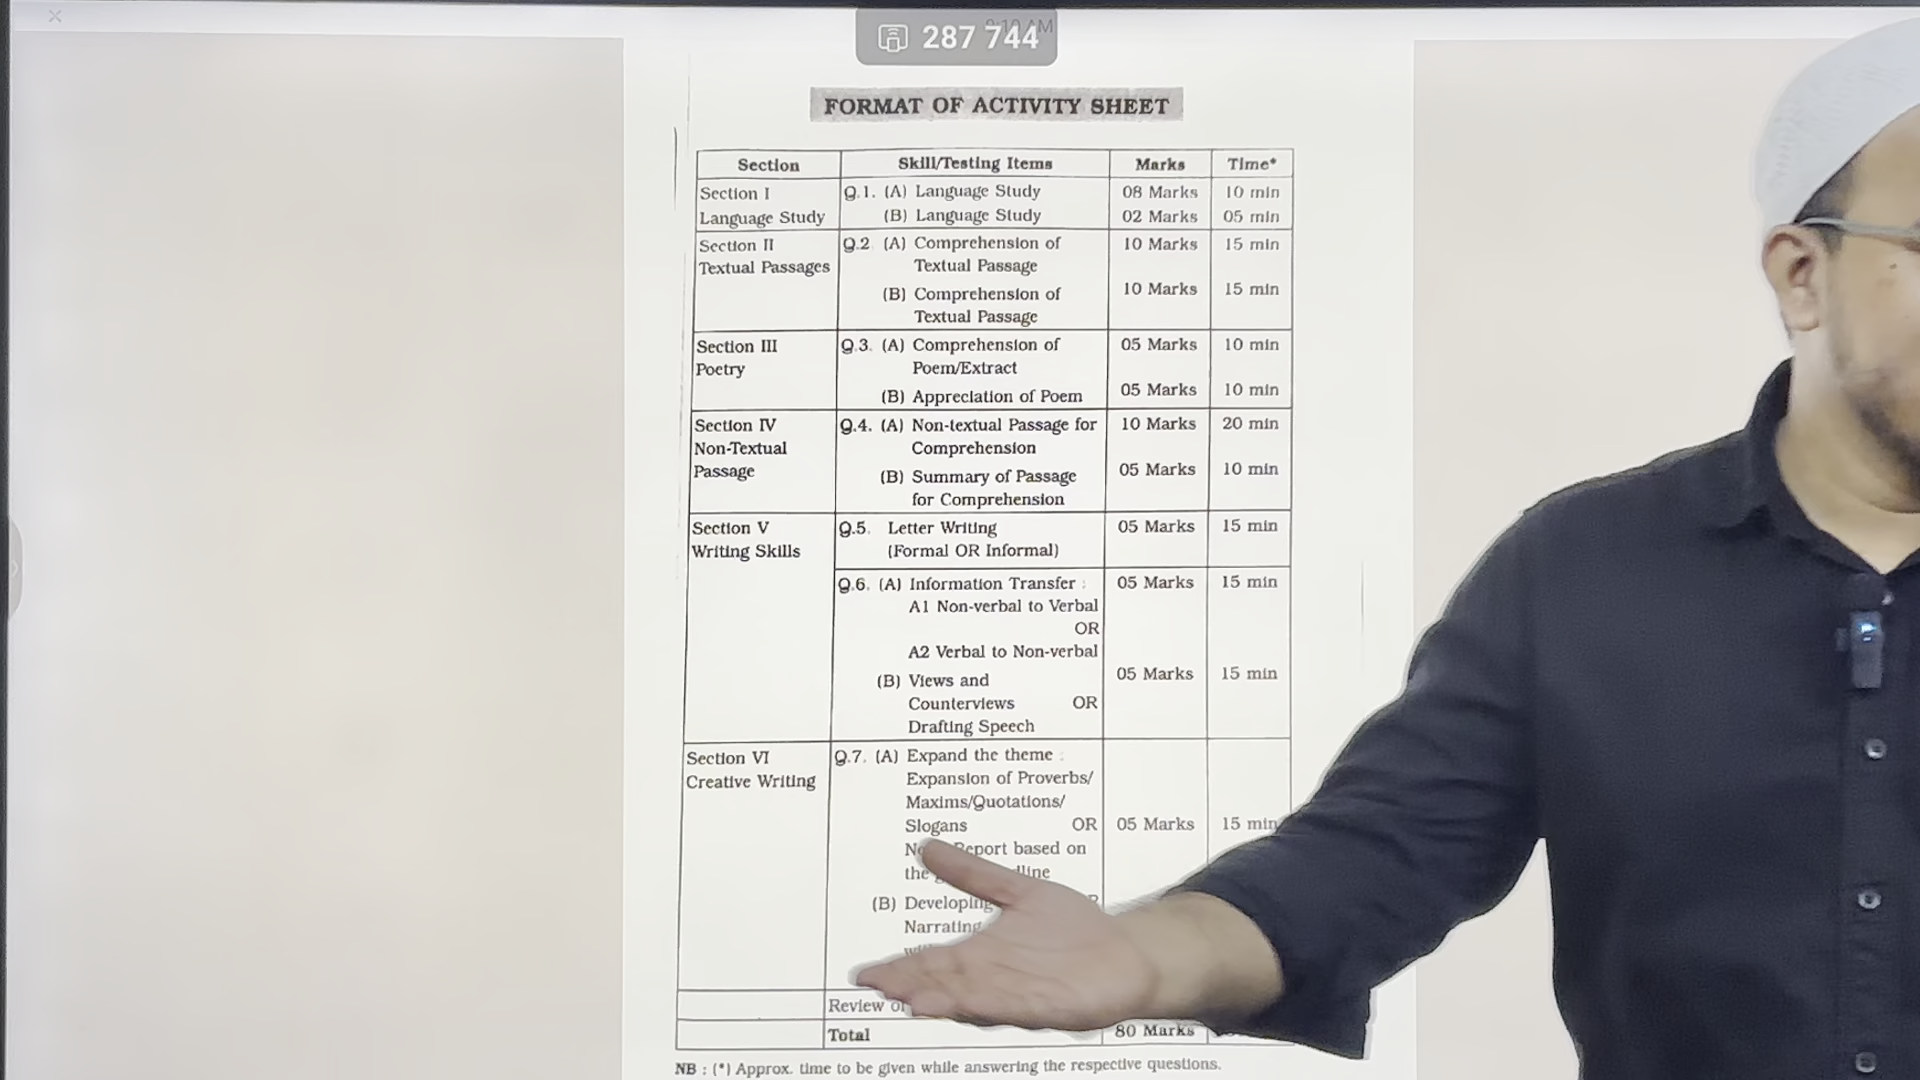 287 744
9:10 AM
FORMAT OF ACTIVITY SHEET
Section Skill/Testing Items Marks Time*
Section I Q.1. (A) Language Study 08 Marks 10 min
Language Study (B) Language Study 02 Marks 05 min
Section II Q.2 (A) Comprehension of 10 Marks 15 min
Textual Passages Textual Passage
(B) Comprehension of 10 Marks 15 min
Textual Passage
Section III Q.3. (A) Comprehension of 05 Marks 10 min
Poetry Poem/Extract
(B) Appreciation of Poem 05 Marks 10 min
Section IV Q.4. (A) Non-textual Passage for 10 Marks 20 min
Non-Textual Comprehension
Passage (B) Summary of Passage 05 Marks 10 min
for Comprehension
Section V Q.5. Letter Writing 05 Marks 15 min
Writing Skills (Formal OR Informal)
Q.6. (A) Information Transfer : 05 Marks 15 min
A1 Non-verbal to Verbal
OR
A2 Verbal to Non-verbal
(B) Views and 05 Marks 15 min
Counterviews OR
Drafting Speech
Section VI Q.7. (A) Expand the theme :
Creative Writing Expansion of Proverbs/
Maxims/Quotations/
Slogans OR 05 Marks 15 min
Report based on
the
(B) Developing
Narrating
Review of
Total 80 Marks
NB : (*) Approx. time to be given while answering the respective questions.